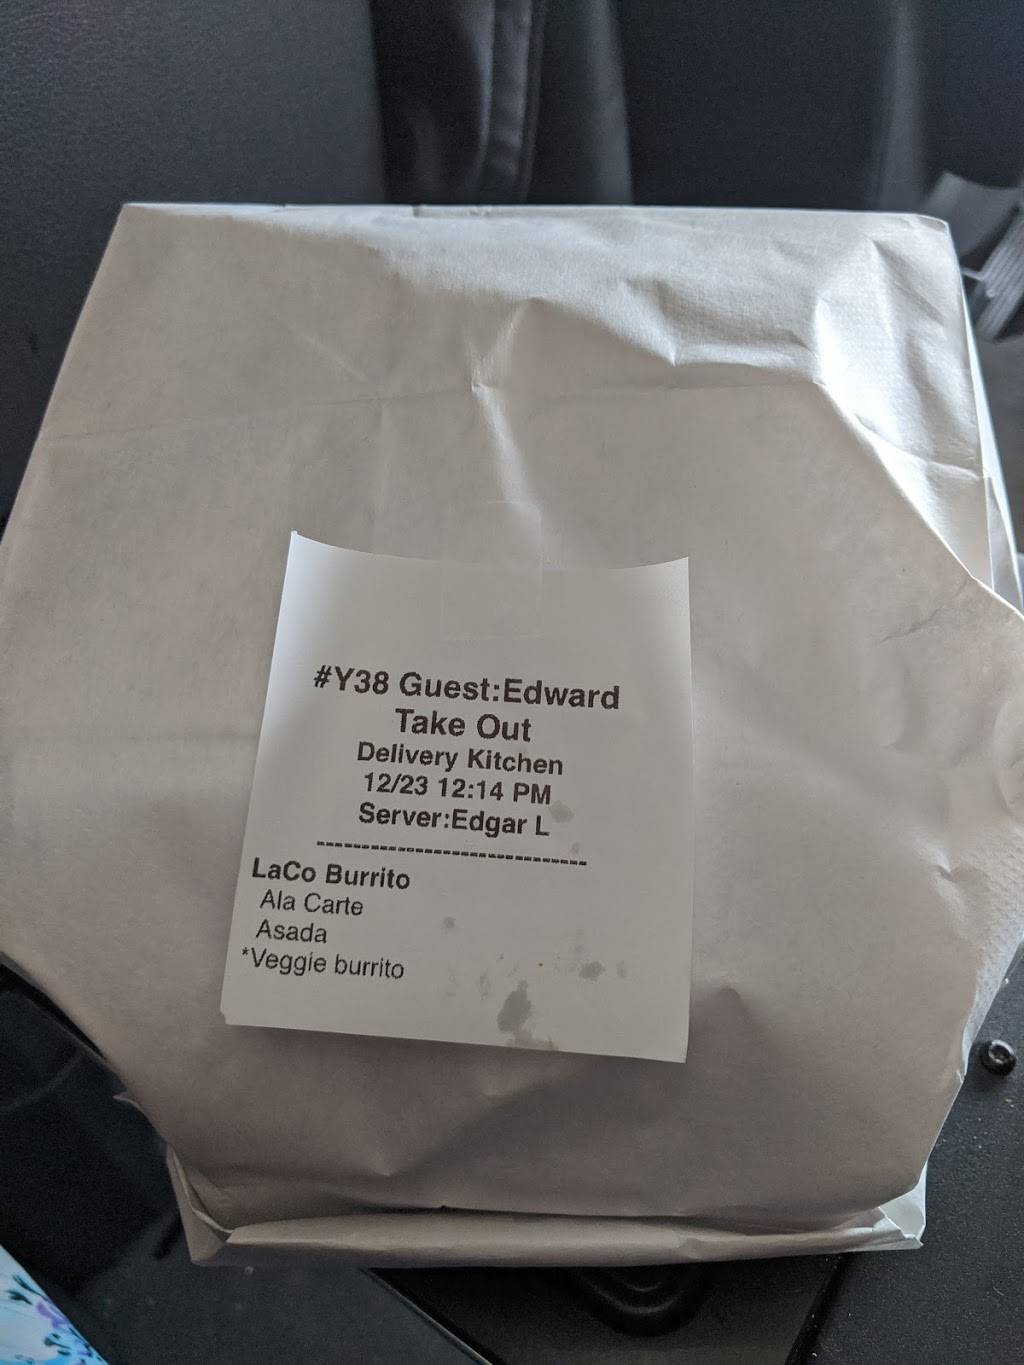 #Y38 Guest:Edward
Take Out
Delivery Kitchen
12/23 12:14 PM
Server:Edgar L
------------------------------
LaCo Burrito
Ala Carte
Asada
*Veggie burrito